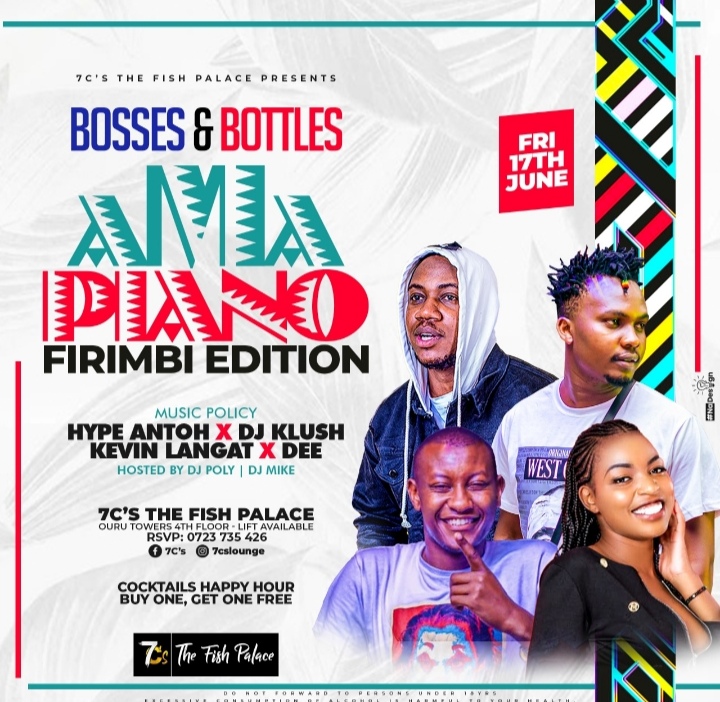 7C'S THE FISH PALACE PRESENTS
BOSSES & BOTTLES
AMA
PIANO
FIRIMBI EDITION
FRI
17TH
JUNE
MUSIC POLICY
HYPE ANTOH X DJ KLUSH
KEVIN LANGAT X DEE
HOSTED BY DJ POLY | DJ MIKE
7C'S THE FISH PALACE
OURU TOWERS 4TH FLOOR - LIFT AVAILABLE
RSVP: 0723 735 426
7C's 7cslounge
COCKTAILS HAPPY HOUR
BUY ONE, GET ONE FREE
7C's The Fish Palace
WEST
DO NOT FORWARD TO PERSONS UNDER 18YRS
EXCESSIVE CONSUMPTION OF ALCOHOL IS HARMFUL TO YOUR HEALTH.